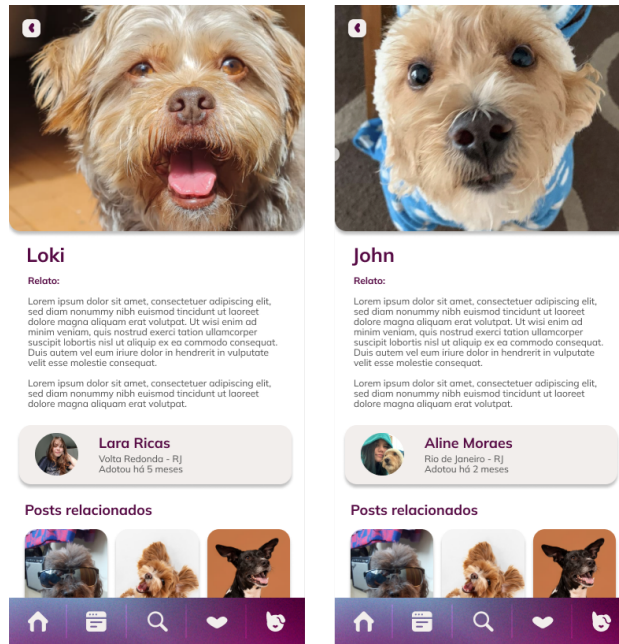 Loki
Relato:
Lorem ipsum dolor sit amet, consectetuer adipiscing elit,
sed diam nonummy nibh euismod tincidunt ut laoreet
dolore magna aliquam erat volutpat. Ut wisi enim ad
minim veniam, quis nostrud exerci tation ullamcorper
suscipit lobortis nisl ut aliquip ex ea commodo consequat.
Duis autem vel eum iriure dolor in hendrerit in vulputate
velit esse molestie consequat.
Lorem ipsum dolor sit amet, consectetuer adipiscing elit,
sed diam nonummy nibh euismod tincidunt ut laoreet
dolore magna aliquam erat volutpat.
Lara Ricas
Volta Redonda - RJ
Adotou há 5 meses
Posts relacionados
John
Relato:
Lorem ipsum dolor sit amet, consectetuer adipiscing elit,
sed diam nonummy nibh euismod tincidunt ut laoreet
dolore magna aliquam erat volutpat. Ut wisi enim ad
minim veniam, quis nostrud exerci tation ullamcorper
suscipit lobortis nisl ut aliquip ex ea commodo consequat.
Duis autem vel eum iriure dolor in hendrerit in vulputate
velit esse molestie consequat.
Lorem ipsum dolor sit amet, consectetuer adipiscing elit,
sed diam nonummy nibh euismod tincidunt ut laoreet
dolore magna aliquam erat volutpat.
Aline Moraes
Rio de Janeiro - RJ
Adotou há 2 meses
Posts relacionados